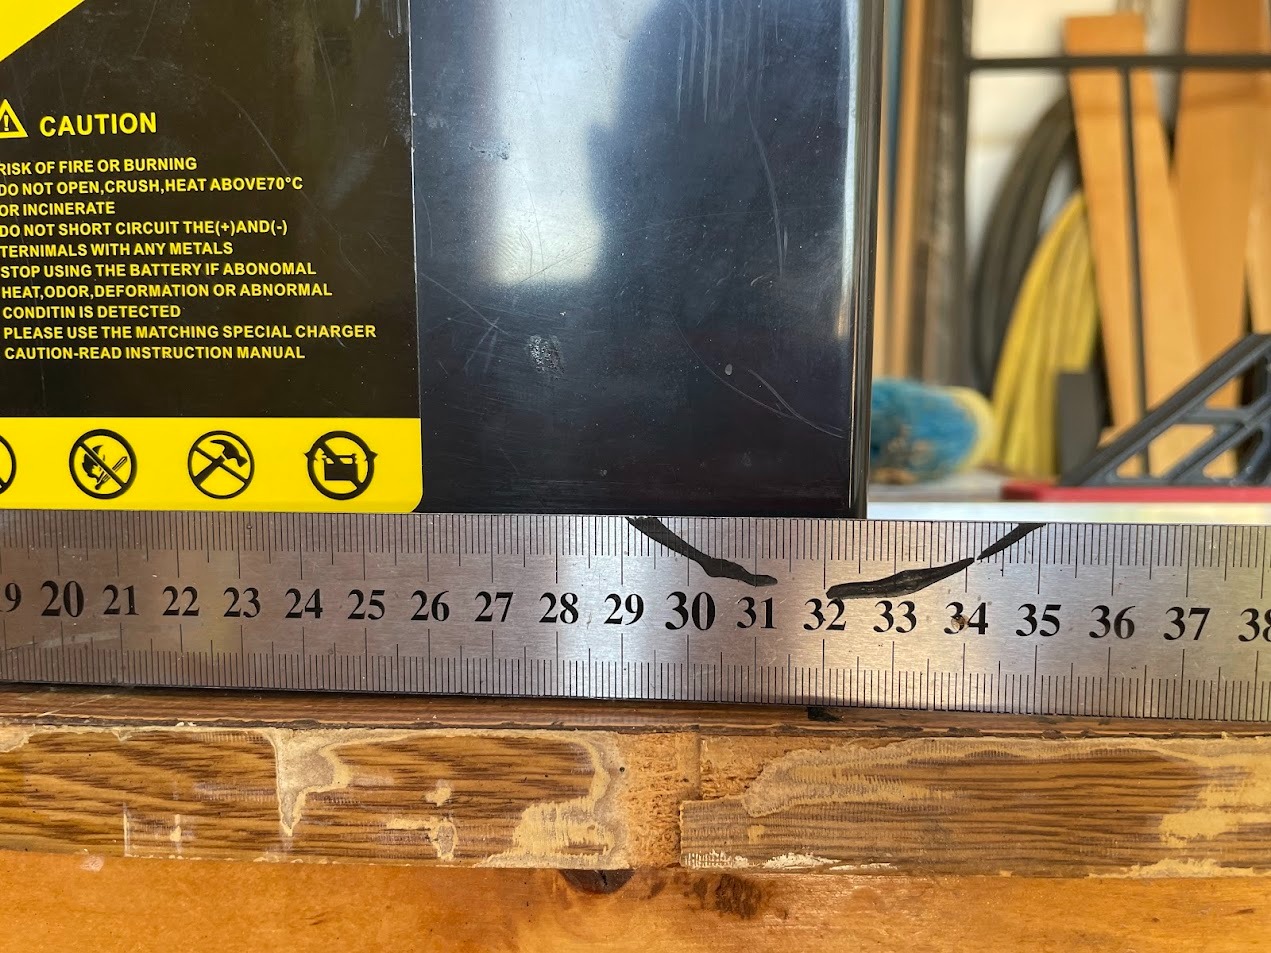 CAUTION
RISK OF FIRE OR BURNING
DO NOT OPEN,CRUSH,HEAT ABOVE70°C
OR INCINERATE
DO NOT SHORT CIRCUIT THE(+)AND(-)
TERNIMALS WITH ANY METALS
STOP USING THE BATTERY IF ABONOMAL
HEAT,ODOR,DEFORMATION OR ABNORMAL
CONDITIN IS DETECTED
PLEASE USE THE MATCHING SPECIAL CHARGER
CAUTION-READ INSTRUCTION MANUAL
9 20 21 22 23 24 25 26 27 28 29 30 31 32 33 34 35 36 37 38